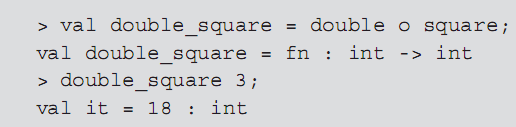 > val double_square = double o square;
val double_square = fn : int -> int
> double_square 3;
val it = 18 : int